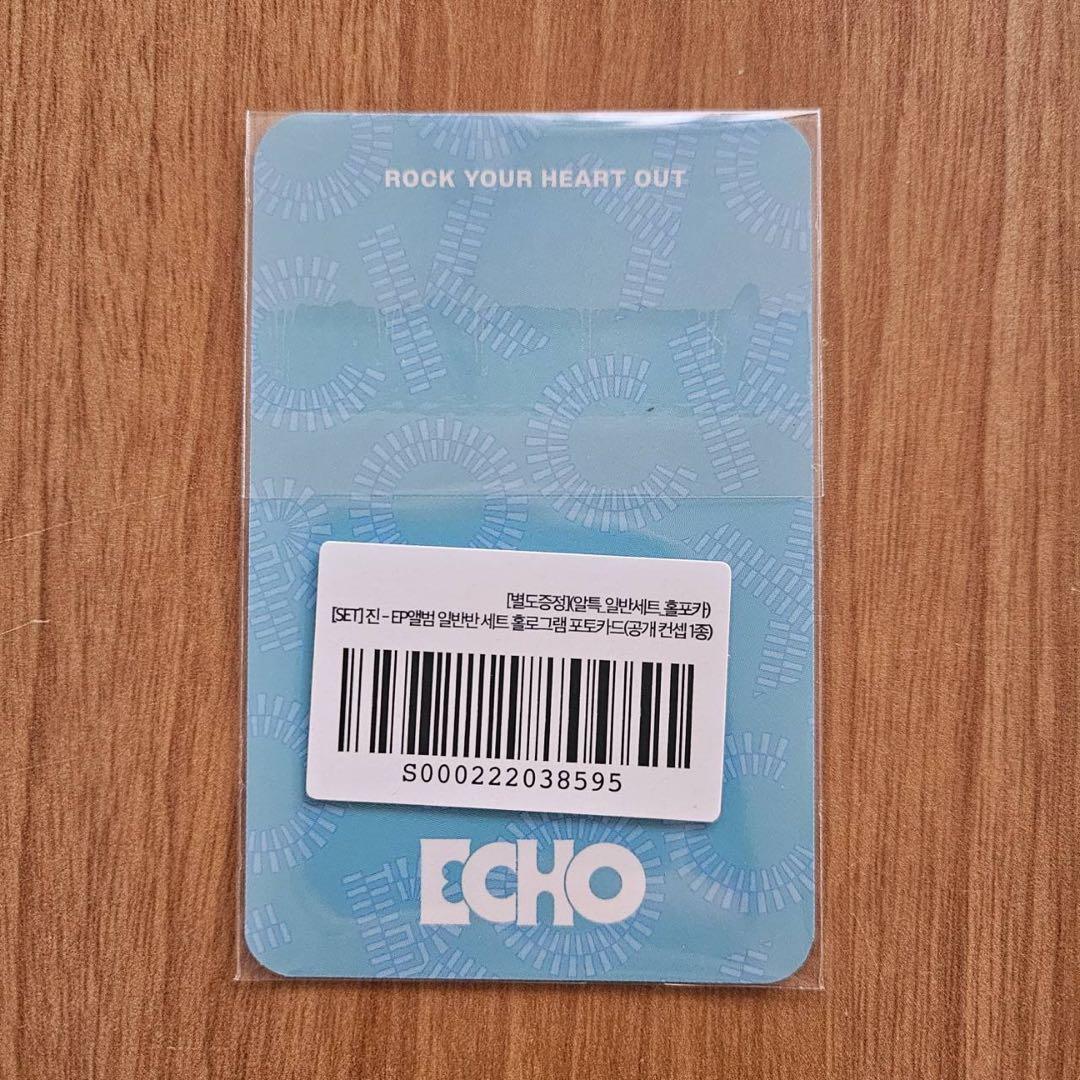 ROCK YOUR HEART OUT
[별도증정](알특_일반세트_홀포카)
[SET] 진 - EP앨범 일반반 세트 홀로그램 포토카드(공개 컨셉 1종)
S000222038595
ECHO